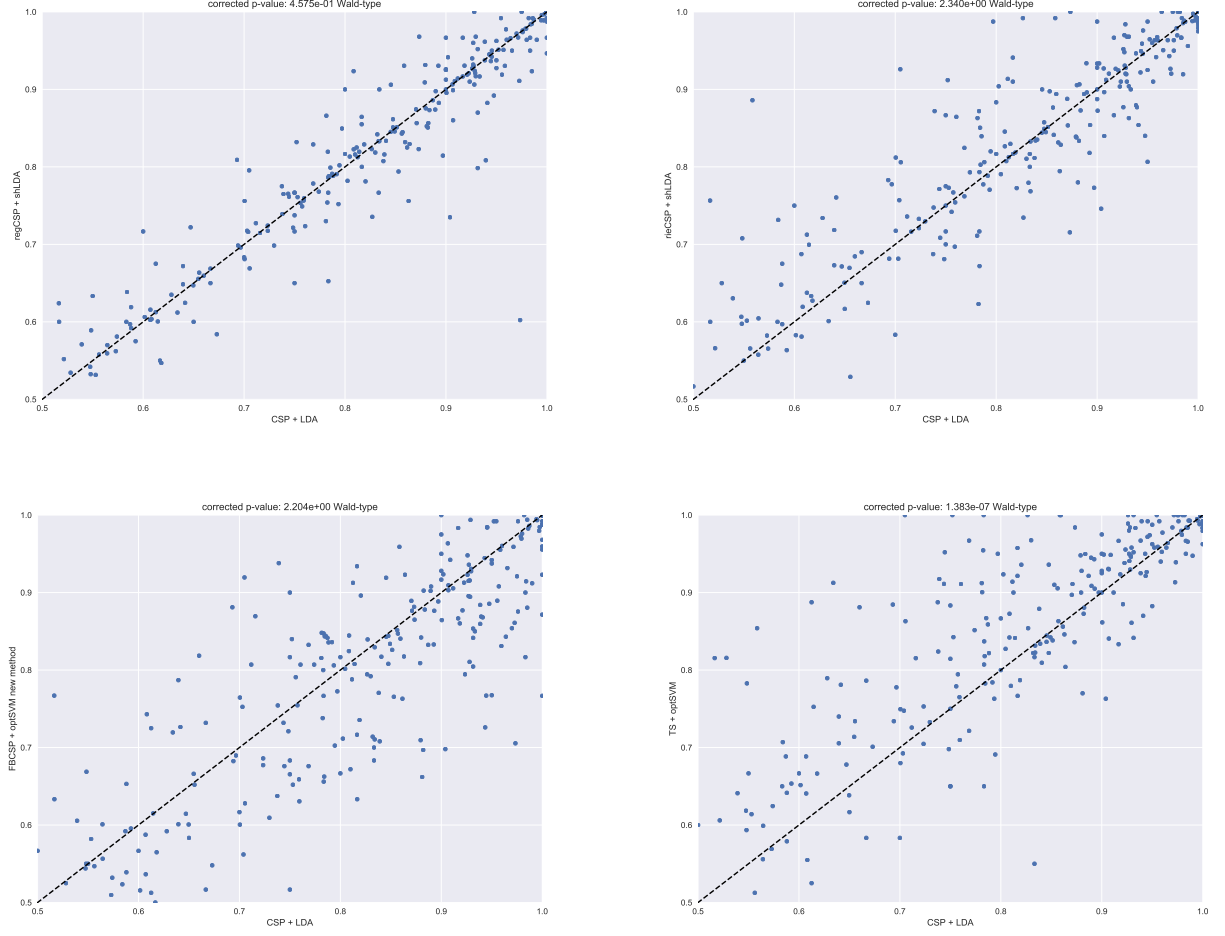 corrected p-value: 4.575e-01 Wald-type
1.0
0.9
0.8
0.7
0.6
0.5
regCSP + shLDA
0.5 0.6 0.7 0.8 0.9 1.0
CSP + LDA
corrected p-value: 2.340e+00 Wald-type
1.0
0.9
0.8
0.7
0.6
0.5
rieCSP + shLDA
0.5 0.6 0.7 0.8 0.9 1.0
CSP + LDA
corrected p-value: 2.204e+00 Wald-type
1.0
0.9
0.8
0.7
0.6
0.5
FBCSP + optSVM new method
0.5 0.6 0.7 0.8 0.9 1.0
CSP + LDA
corrected p-value: 1.383e-07 Wald-type
1.0
0.9
0.8
0.7
0.6
0.5
TS + optSVM
0.5 0.6 0.7 0.8 0.9 1.0
CSP + LDA